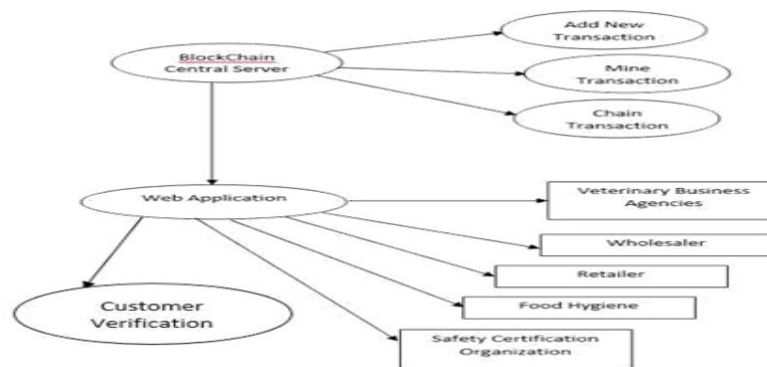 Add New
Transaction
BlockChain
Central Server
Mine
Transaction
Chain
Transaction
Web Application
Veterinary Business
Agencies
Wholesaler
Retailer
Customer
Verification
Food Hygiene
Safety Certification
Organization